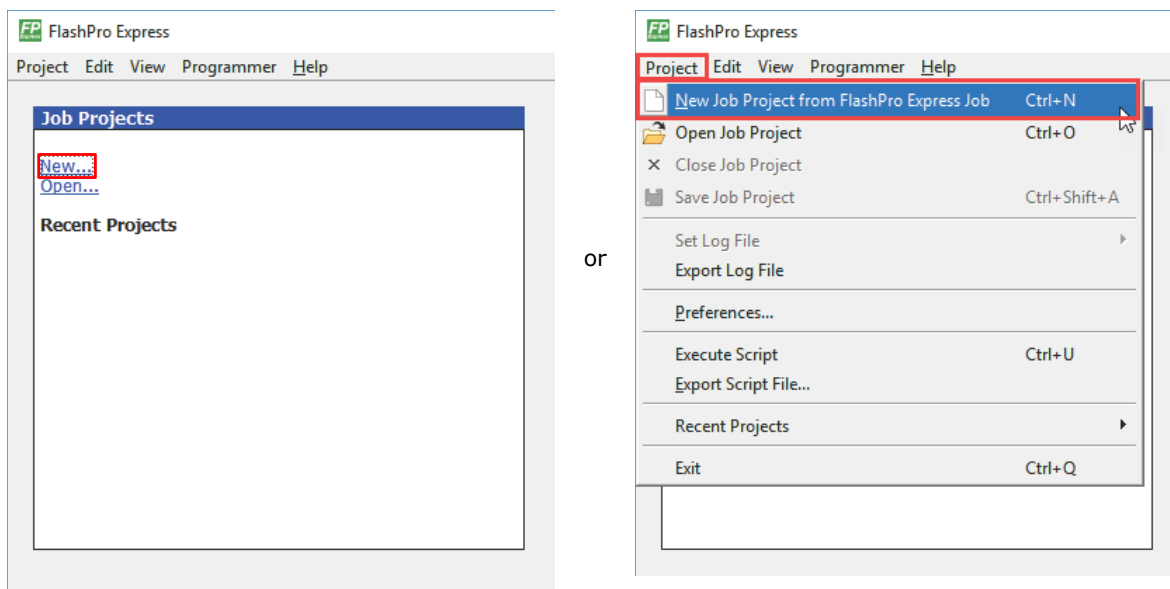 FP Express FlashPro Express
Project Edit View Programmer Help
Job Projects
New...
Open...
Recent Projects
or
FP Express FlashPro Express
Project Edit View Programmer Help
New Job Project from FlashPro Express Job Ctrl+N
Open Job Project Ctrl+O
Close Job Project
Save Job Project Ctrl+Shift+A
Set Log File
Export Log File
Preferences...
Execute Script Ctrl+U
Export Script File...
Recent Projects
Exit Ctrl+Q